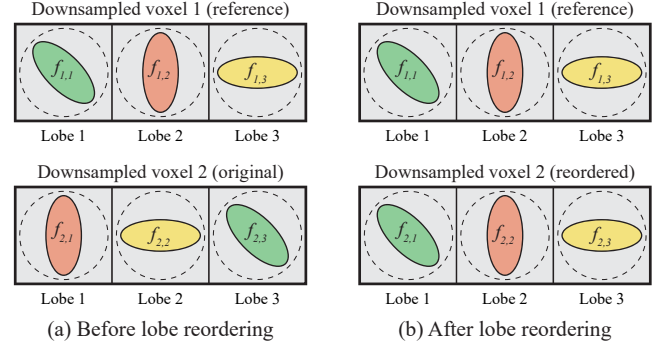 Downsampled voxel 1 (reference)
f1,1 f1,2 f1,3
Lobe 1 Lobe 2 Lobe 3
Downsampled voxel 2 (original)
f2,1 f2,2 f2,3
Lobe 1 Lobe 2 Lobe 3
(a) Before lobe reordering
Downsampled voxel 1 (reference)
f1,1 f1,2 f1,3
Lobe 1 Lobe 2 Lobe 3
Downsampled voxel 2 (reordered)
f2,1 f2,2 f2,3
Lobe 1 Lobe 2 Lobe 3
(b) After lobe reordering